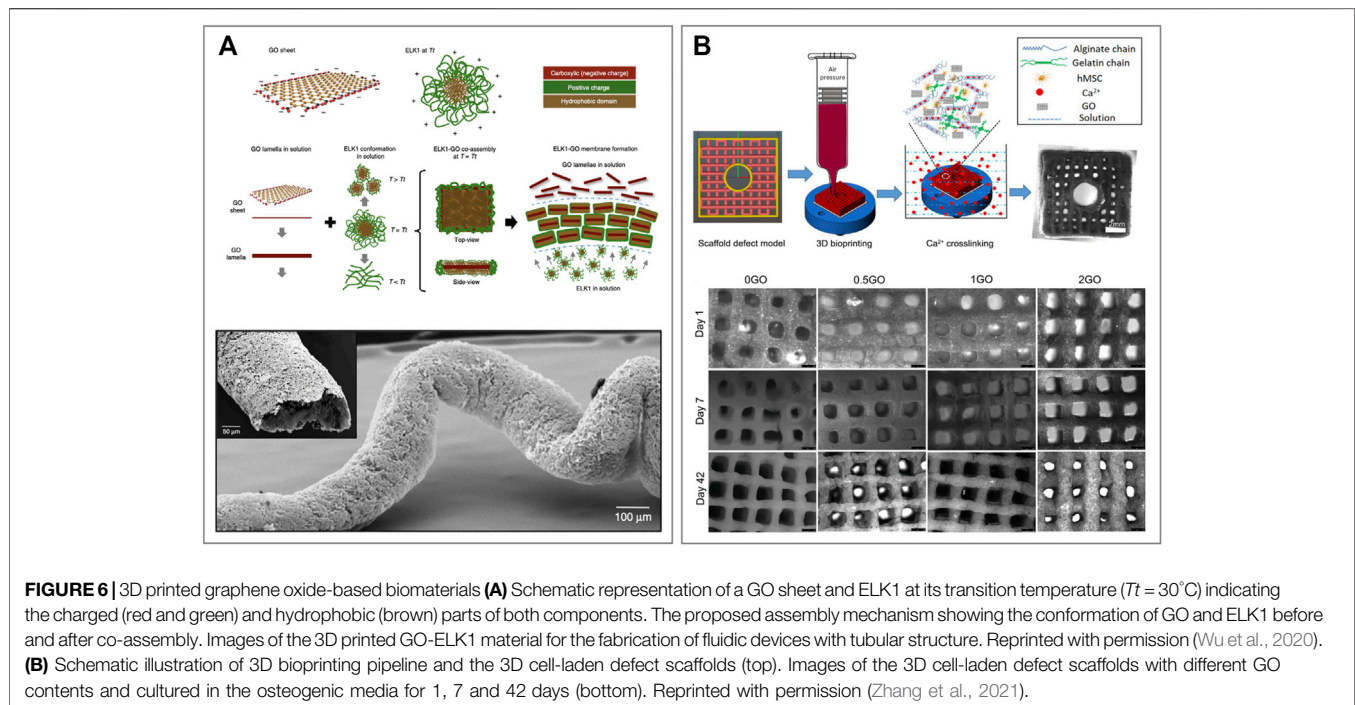 A
GO sheet
ELK1 at Tt
Carboxylic (negative charge)
Positive charge
Hydrophobic domain
GO lamella in solution
ELK1 conformation
in solution
ELK1-GO co-assembly
at T = Tt
ELK1-GO membrane formation
GO lamellae in solution
GO
sheet
GO
lamella
+
T > Tt
T = Tt
T < Tt
Top-view
Side-view
ELK1 in solution
50 µm
100 µm
B
Air
pressure
Alginate chain
Gelatin chain
hMSC
Ca²⁺
GO
Solution
2mm
Scaffold defect model
3D bioprinting
Ca²⁺ crosslinking
0GO
0.5GO
1GO
2GO
Day 1
Day 7
Day 42
FIGURE 6 | 3D printed graphene oxide-based biomaterials (A) Schematic representation of a GO sheet and ELK1 at its transition temperature (Tt = 30°C) indicating
the charged (red and green) and hydrophobic (brown) parts of both components. The proposed assembly mechanism showing the conformation of GO and ELK1 before
and after co-assembly. Images of the 3D printed GO-ELK1 material for the fabrication of fluidic devices with tubular structure. Reprinted with permission (Wu et al., 2020).
(B) Schematic illustration of 3D bioprinting pipeline and the 3D cell-laden defect scaffolds (top). Images of the 3D cell-laden defect scaffolds with different GO
contents and cultured in the osteogenic media for 1, 7 and 42 days (bottom). Reprinted with permission (Zhang et al., 2021).